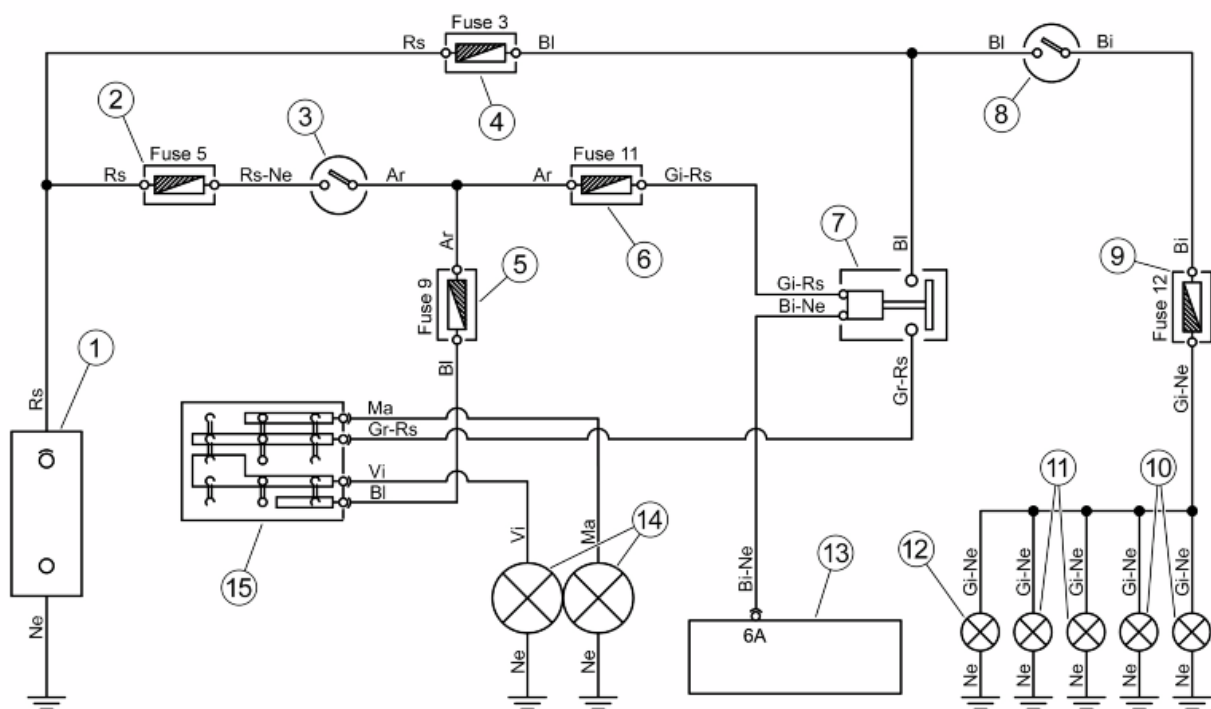 Fuse 3
Rs
Bl
Bl
Bi
4
8
2
3
Fuse 5
Fuse 11
Rs
Rs-Ne
Ar
Ar
Gi-Rs
6
7
Ar
5
Bl
Bi
9
Fuse 9
Gi-Rs
Bi-Ne
Fuse 12
1
Rs
Bl
Gr-Rs
Gi-Ne
Ma
Gr-Rs
Vi
Bl
11
10
15
14
Vi
Ma
13
Bi-Ne
12
Gi-Ne
Gi-Ne
Gi-Ne
Gi-Ne
Gi-Ne
6A
Ne
Ne
Ne
Ne
Ne
Ne
Ne
Ne